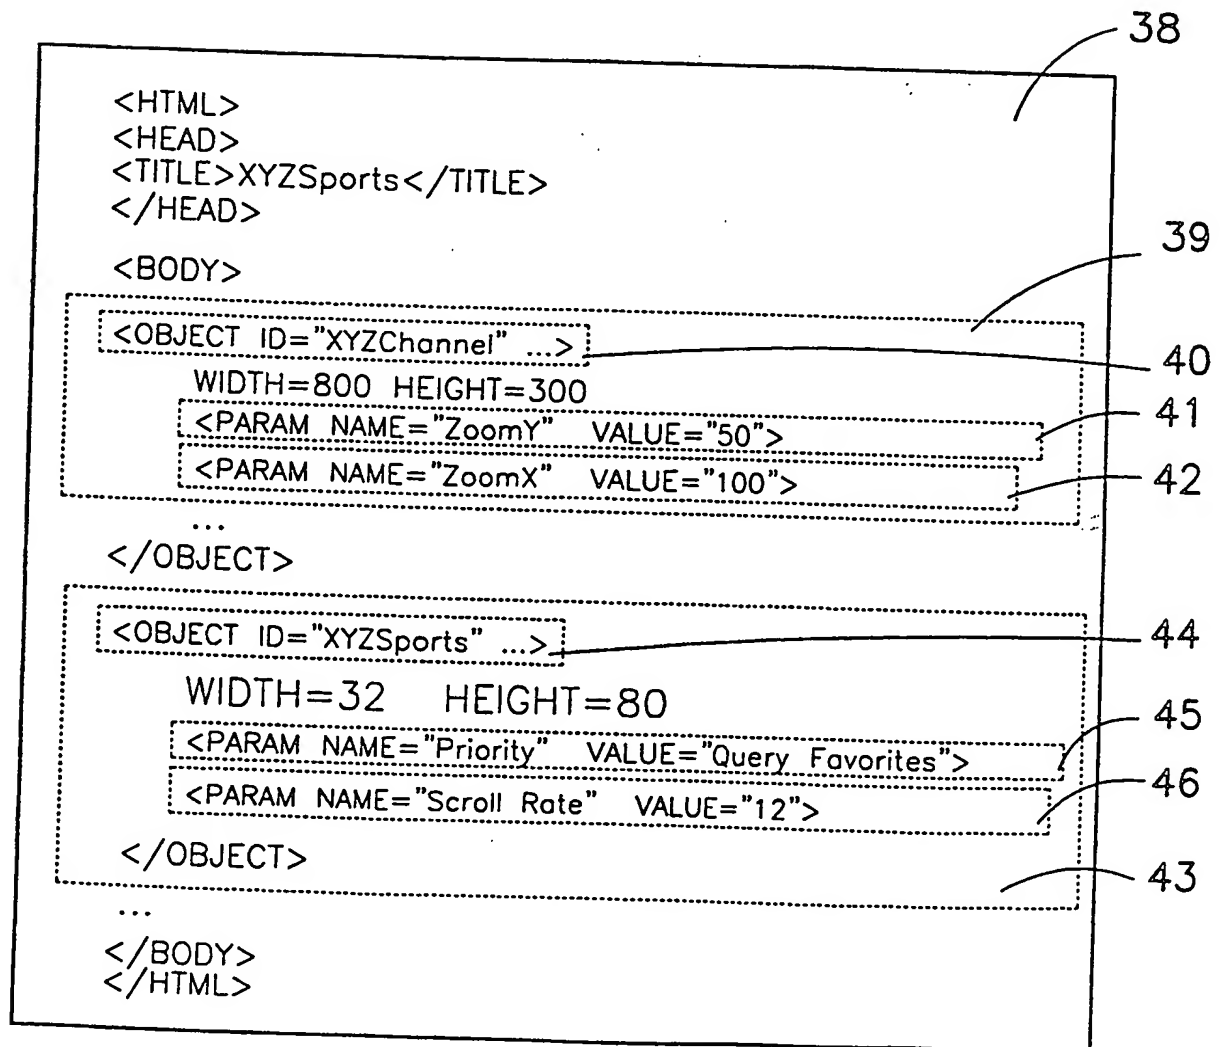 38
<HTML>
<HEAD>
<TITLE>XYZSports</TITLE>
</HEAD>
39
<BODY>
<OBJECT ID="XYZChannel" ...>
40
WIDTH=800 HEIGHT=300
<PARAM NAME="ZoomY" VALUE="50">
41
<PARAM NAME="ZoomX" VALUE="100">
42
...
</OBJECT>
<OBJECT ID="XYZSports" ...>
44
WIDTH=32 HEIGHT=80
<PARAM NAME="Priority" VALUE="Query Favorites">
45
<PARAM NAME="Scroll Rate" VALUE="12">
46
</OBJECT>
43
...
</BODY>
</HTML>